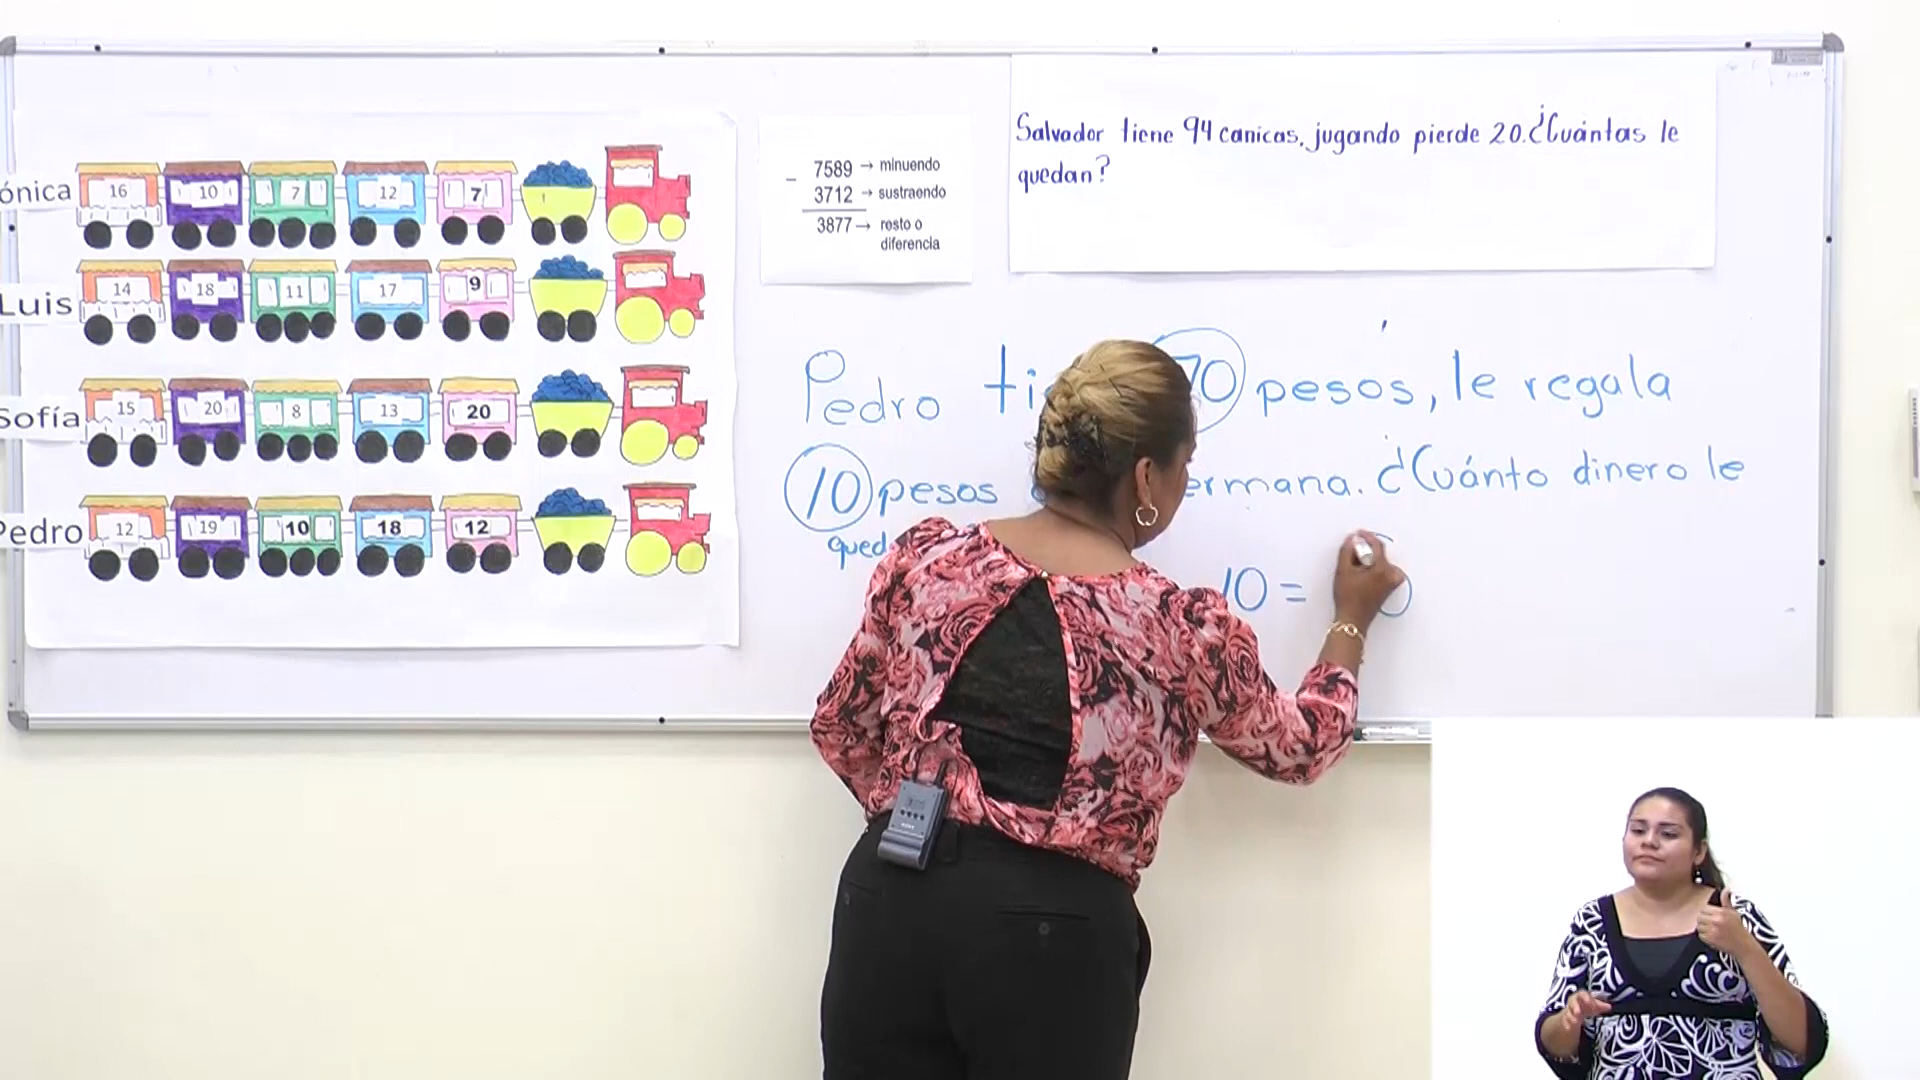 ónica 16 10 7 12 7
Luis 14 18 11 17 9
Sofía 15 20 8 13 20
Pedro 12 19 10 18 12
7589 → minuendo
- 3712 → sustraendo
3877 → resto o
diferencia
Salvador tiene 94 canicas. jugando pierde 20. ¿Cuántas le
quedan?
Pedro ti 70 pesos, le regala
10 pesos ermana. ¿Cuánto dinero le
qued
10 = 0